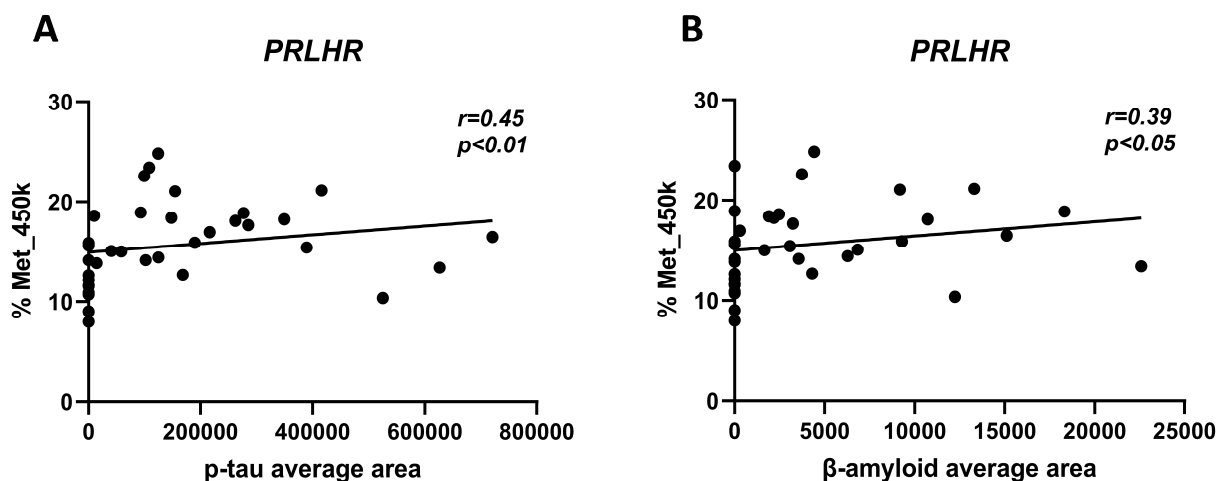 A
PRLHR
r=0.45
p<0.01
% Met_450k
30
20
10
0
0 200000 400000 600000 800000
p-tau average area
B
PRLHR
r=0.39
p<0.05
% Met_450k
30
20
10
0
0 5000 10000 15000 20000 25000
β-amyloid average area